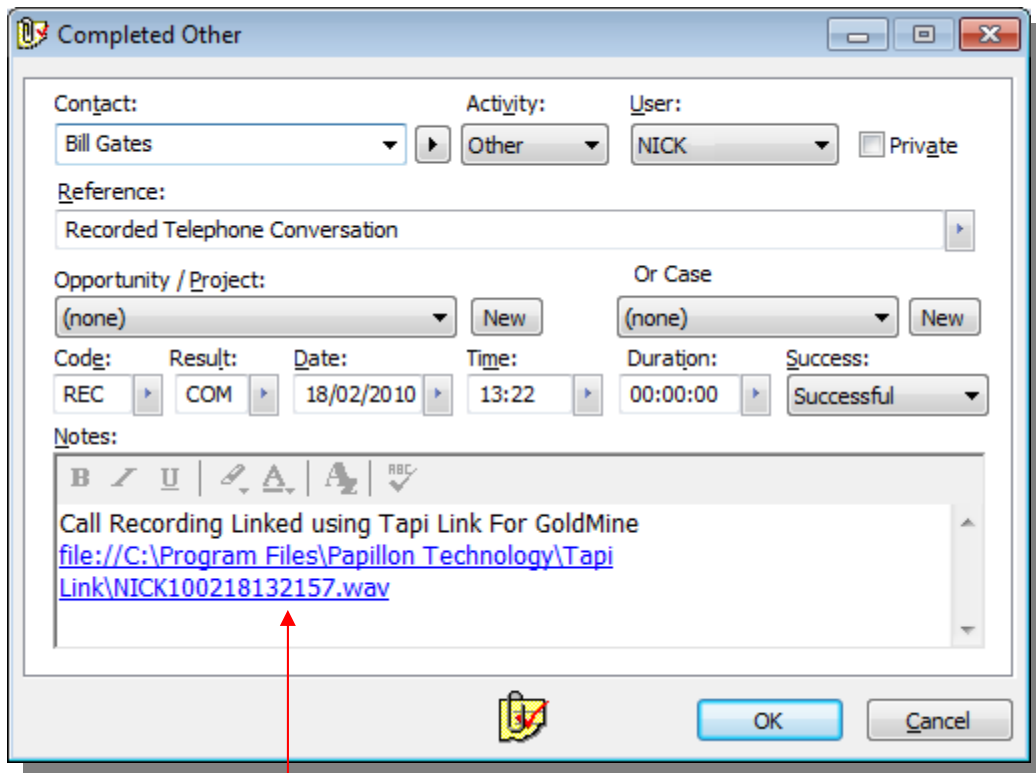 Completed Other
Contact: Activity: User:
Bill Gates Other NICK Private
Reference:
Recorded Telephone Conversation
Opportunity / Project: Or Case
(none) New (none) New
Code: Result: Date: Time: Duration: Success:
REC COM 18/02/2010 13:22 00:00:00 Successful
Notes:
B I U A A ABC
Call Recording Linked using Tapi Link For GoldMine
file://C:\Program Files\Papillon Technology\Tapi
Link\NICK100218132157.wav
OK Cancel